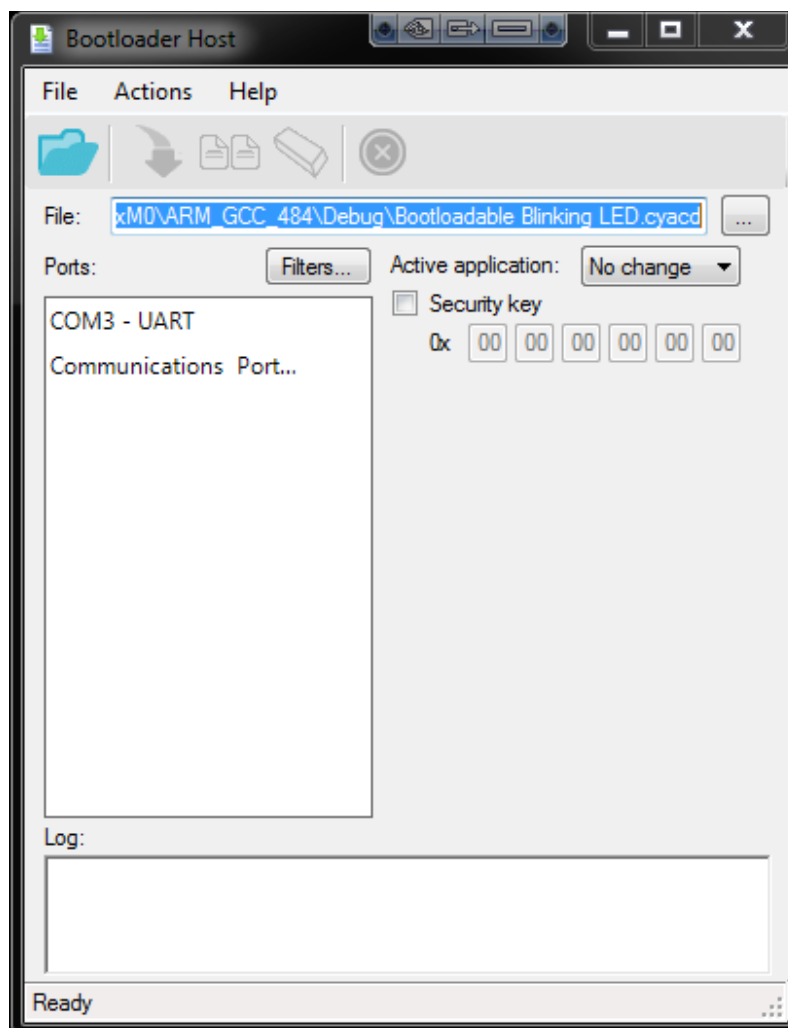 Bootloader Host
File Actions Help
File: xM0\ARM_GCC_484\Debug\Bootloadable Blinking LED.cyacd ...
Ports: Filters... Active application: No change
Security key
COM3 - UART
0x 00 00 00 00 00 00
Communications Port...
Log:
Ready